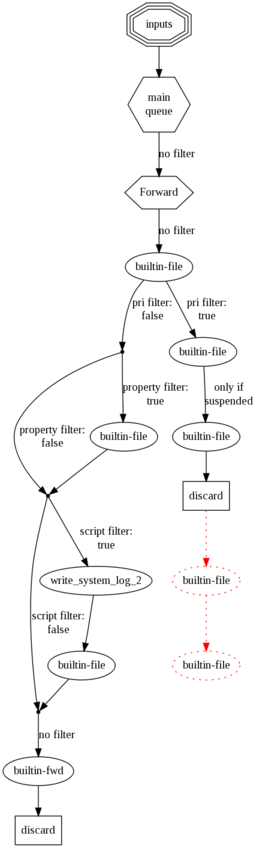 inputs
main
queue
no filter
Forward
no filter
builtin-file
pri filter:
false
pri filter:
true
builtin-file
property filter:
true
only if
suspended
property filter:
false
builtin-file
builtin-file
discard
script filter:
true
write_system_log_2
builtin-file
script filter:
false
builtin-file
builtin-file
no filter
builtin-fwd
discard